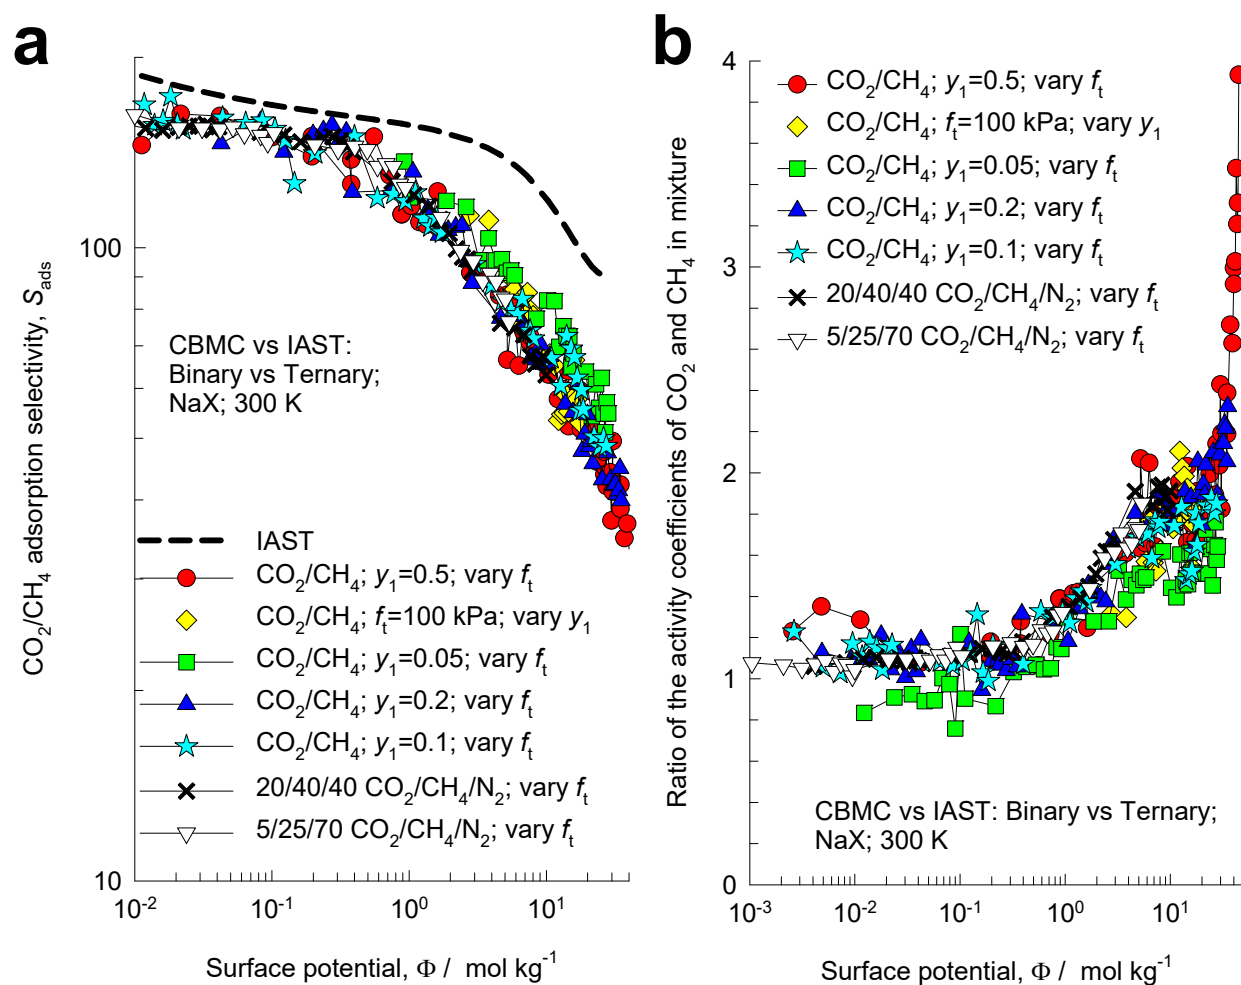 a
CO2/CH4 adsorption selectivity, Sads
100
10
CBMC vs IAST:
Binary vs Ternary;
NaX; 300 K
IAST
CO2/CH4; y1=0.5; vary ft
CO2/CH4; ft=100 kPa; vary y1
CO2/CH4; y1=0.05; vary ft
CO2/CH4; y1=0.2; vary ft
CO2/CH4; y1=0.1; vary ft
20/40/40 CO2/CH4/N2; vary ft
5/25/70 CO2/CH4/N2; vary ft
10-2 10-1 100 101
Surface potential, Φ / mol kg-1
b
Ratio of the activity coefficients of CO2 and CH4 in mixture
4
3
2
1
0
CO2/CH4; y1=0.5; vary ft
CO2/CH4; ft=100 kPa; vary y1
CO2/CH4; y1=0.05; vary ft
CO2/CH4; y1=0.2; vary ft
CO2/CH4; y1=0.1; vary ft
20/40/40 CO2/CH4/N2; vary ft
5/25/70 CO2/CH4/N2; vary ft
CBMC vs IAST: Binary vs Ternary;
NaX; 300 K
10-3 10-2 10-1 100 101
Surface potential, Φ / mol kg-1